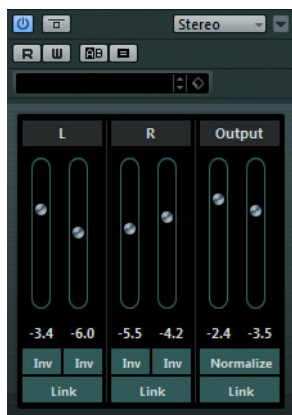 Stereo
R W AB
L R Output
-3.4 -6.0 -5.5 -4.2 -2.4 -3.5
Inv Inv Inv Inv Normalize
Link Link Link